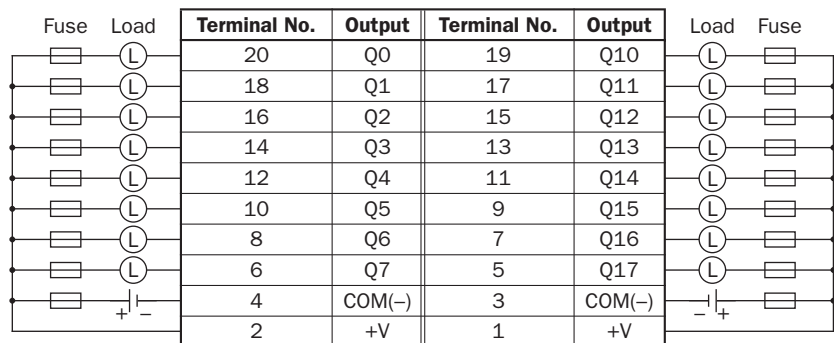 Fuse Load Terminal No. Output Terminal No. Output Load Fuse
L 20 Q0 19 Q10 L
L 18 Q1 17 Q11 L
L 16 Q2 15 Q12 L
L 14 Q3 13 Q13 L
L 12 Q4 11 Q14 L
L 10 Q5 9 Q15 L
L 8 Q6 7 Q16 L
L 6 Q7 5 Q17 L
+ − 4 COM(−) 3 COM(−) − +
2 +V 1 +V